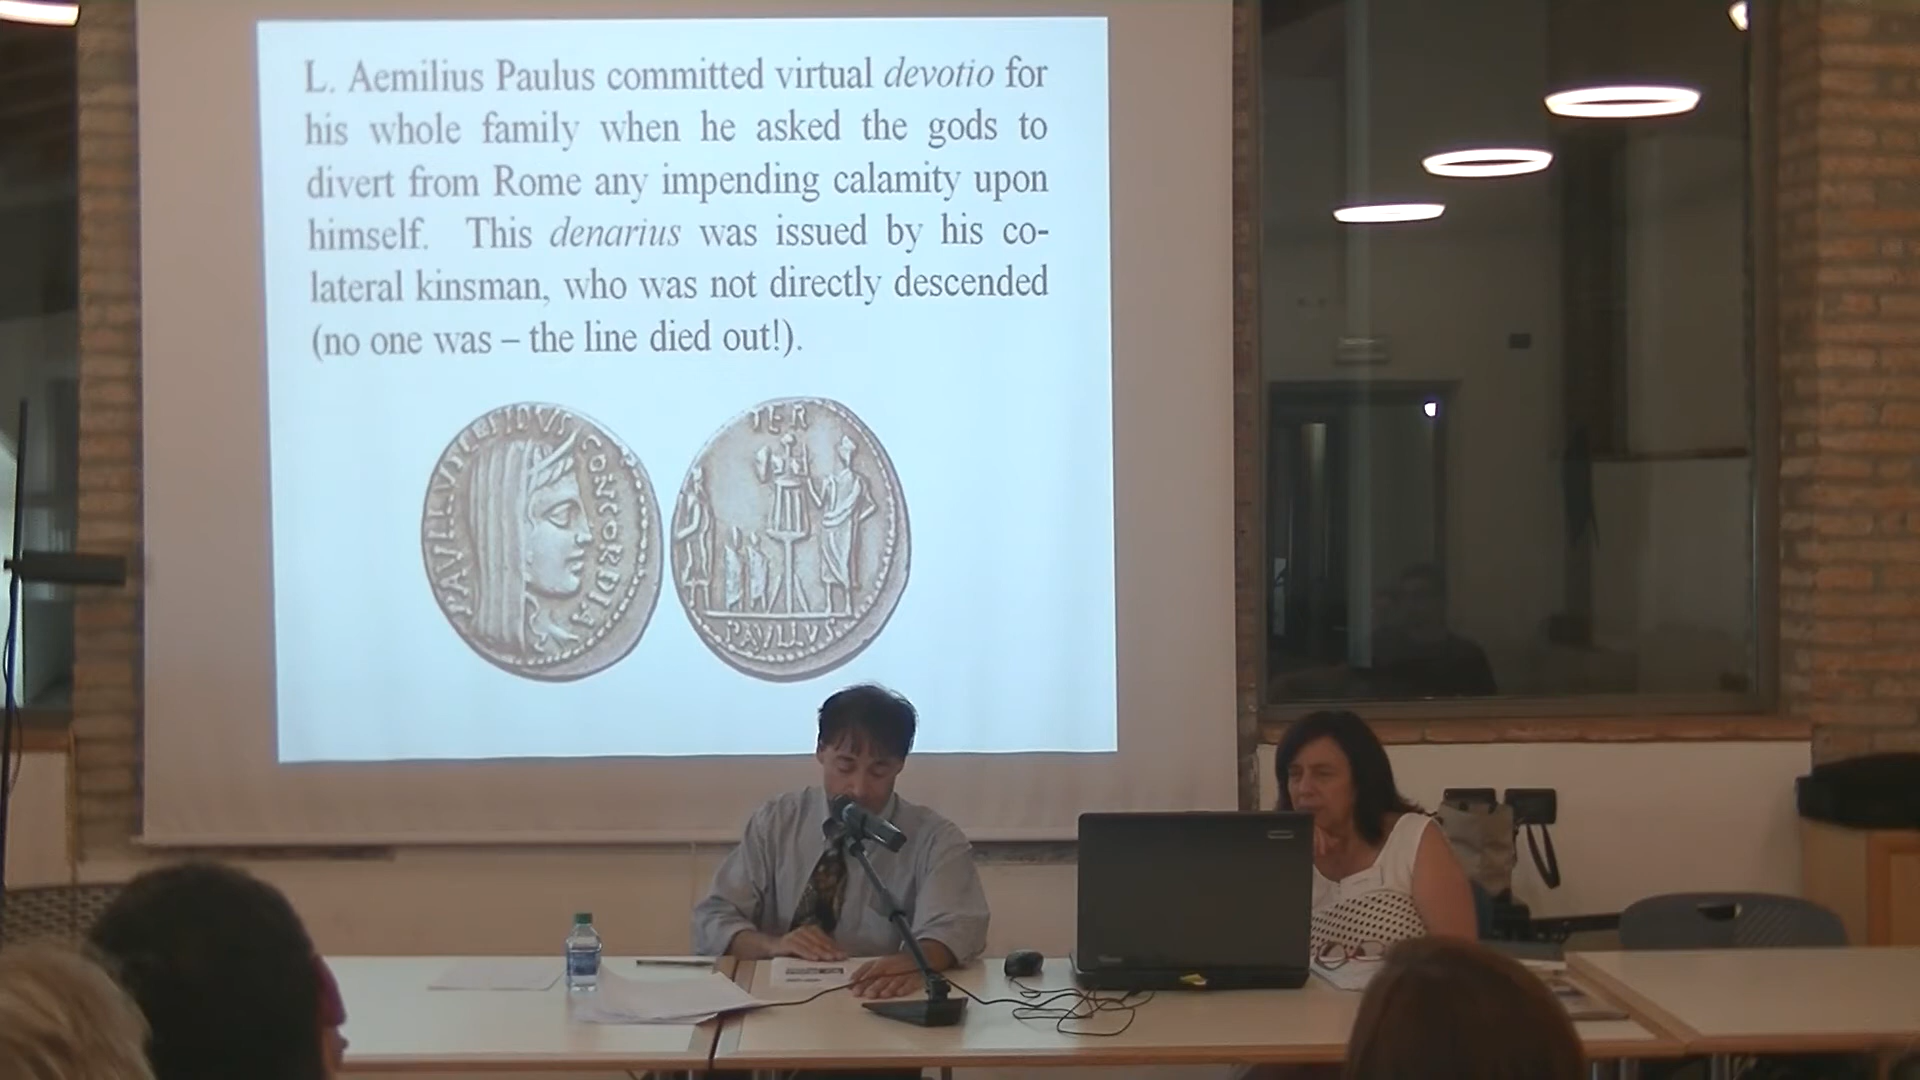 L. Aemilius Paulus committed virtual devotio for
his whole family when he asked the gods to
divert from Rome any impending calamity upon
himself. This denarius was issued by his co-
lateral kinsman, who was not directly descended
(no one was – the line died out!).
PAVLLVS LEPIDVS CONCORDIA
TER
PAVLLVS